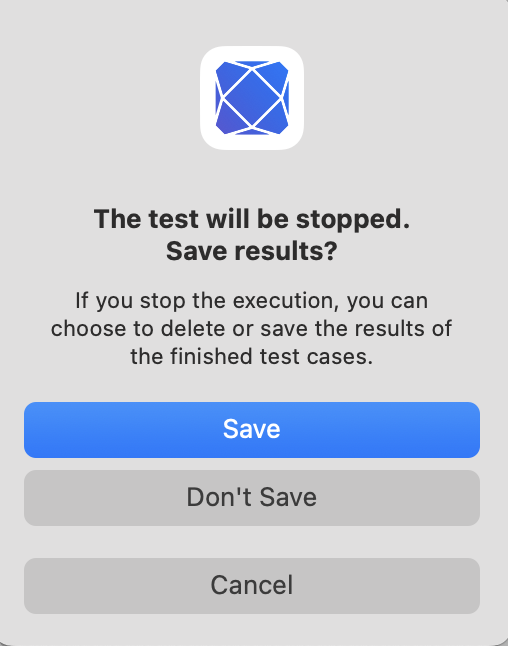 The test will be stopped.
Save results?
If you stop the execution, you can
choose to delete or save the results of
the finished test cases.
Save
Don't Save
Cancel